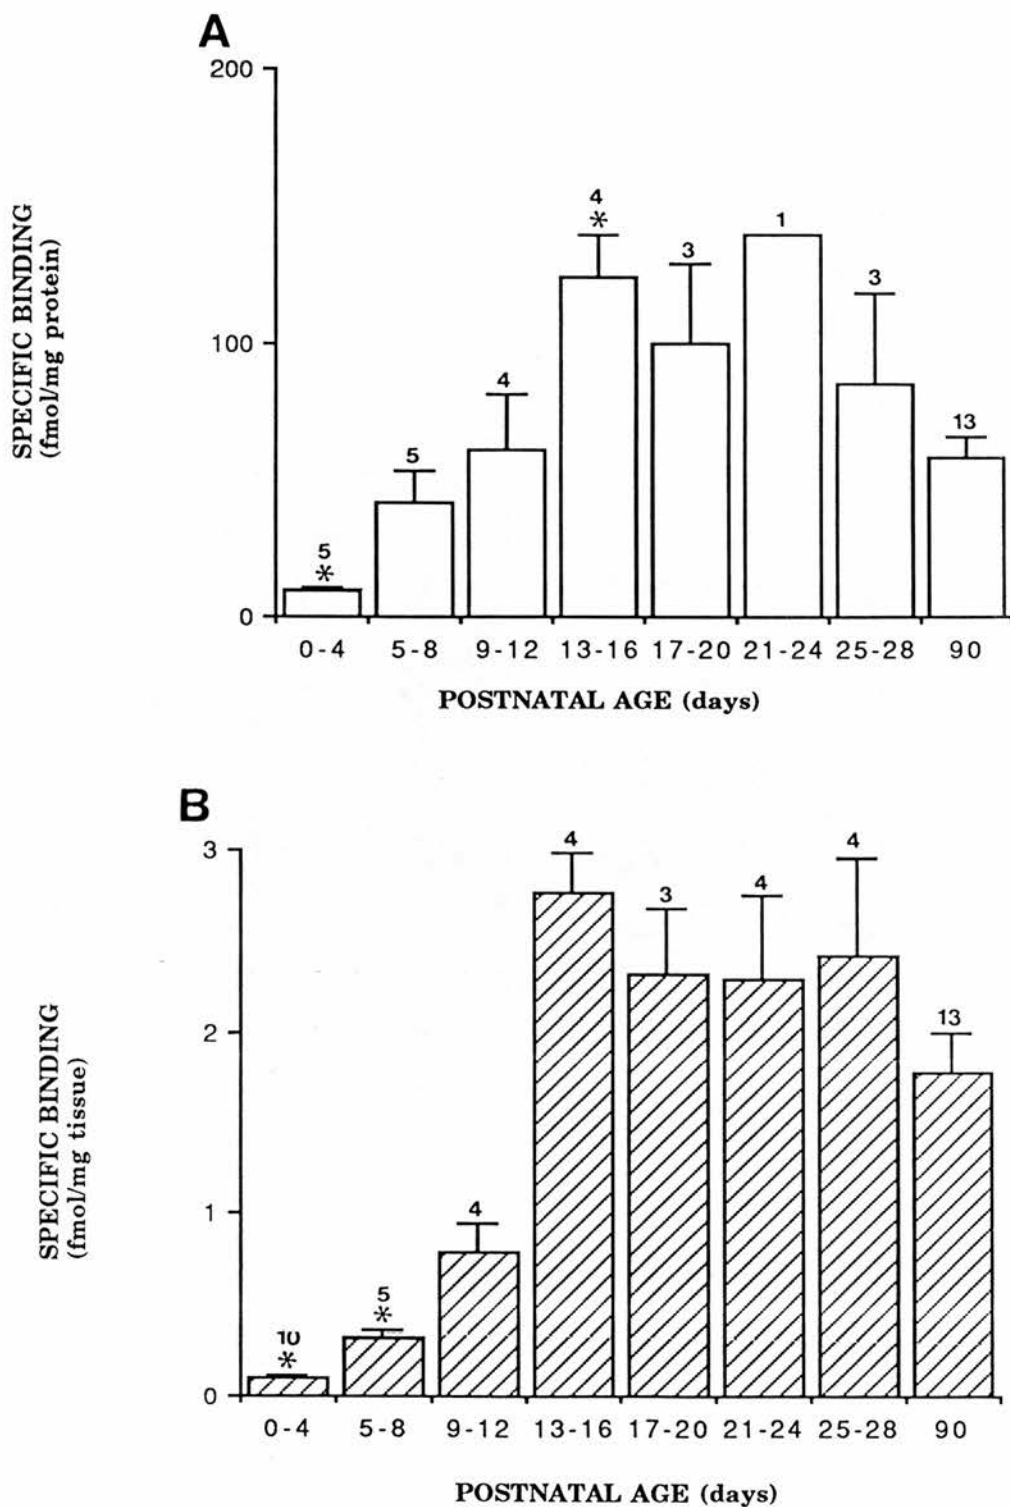 A
SPECIFIC BINDING
(fmol/mg protein)
200
100
0
5
*
5
4
4
*
3
1
3
13
0-4 5-8 9-12 13-16 17-20 21-24 25-28 90
POSTNATAL AGE (days)
B
SPECIFIC BINDING
(fmol/mg tissue)
3
2
1
0
10
*
5
*
4
4
3
4
4
13
0-4 5-8 9-12 13-16 17-20 21-24 25-28 90
POSTNATAL AGE (days)